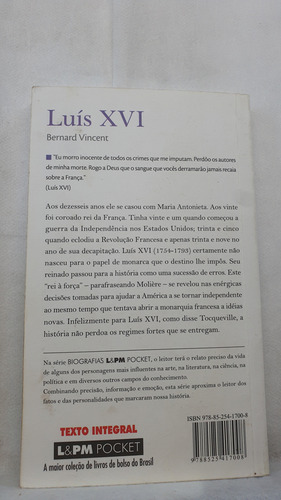 Luís XVI
Bernard Vincent
"Eu morro inocente de todos os crimes que me imputam. Perdôo os autores
de minha morte. Rogo a Deus que o sangue que vocês derramarão jamais recaia
sobre a França."
(Luís XVI)
Aos dezesseis anos ele se casou com Maria Antonieta. Aos vinte
foi coroado rei da França. Tinha vinte e um quando começou a
guerra da Independência nos Estados Unidos; trinta e cinco
quando eclodiu a Revolução Francesa e apenas trinta e nove no
ano de sua decapitação. Luís XVI (1754-1793) certamente não
nasceu para o papel de monarca que o destino lhe impôs. Seu
reinado passou para a história como uma sucessão de erros. Este
"rei à força" – parafraseando Molière – se revelou nas enérgicas
decisões tomadas para ajudar a América a se tornar independente
ao mesmo tempo que tentava abrir a monarquia francesa a idéias
novas. Infelizmente para Luís XVI, como disse Tocqueville, a
história não perdoa os regimes fortes que se entregam.
Na série BIOGRAFIAS L&PM POCKET, o leitor terá o relato preciso da vida
de alguns dos personagens mais influentes na arte, na literatura, na ciência, na
política e em diversos outros campos do conhecimento.
Combinando precisão, informação e emoção, esta série aproxima o leitor dos
fatos e das personalidades que marcaram nossa história.
TEXTO INTEGRAL
L&PM POCKET
A maior coleção de livros de bolso do Brasil
ISBN 978-85-254-1700-8
9 788525 417008